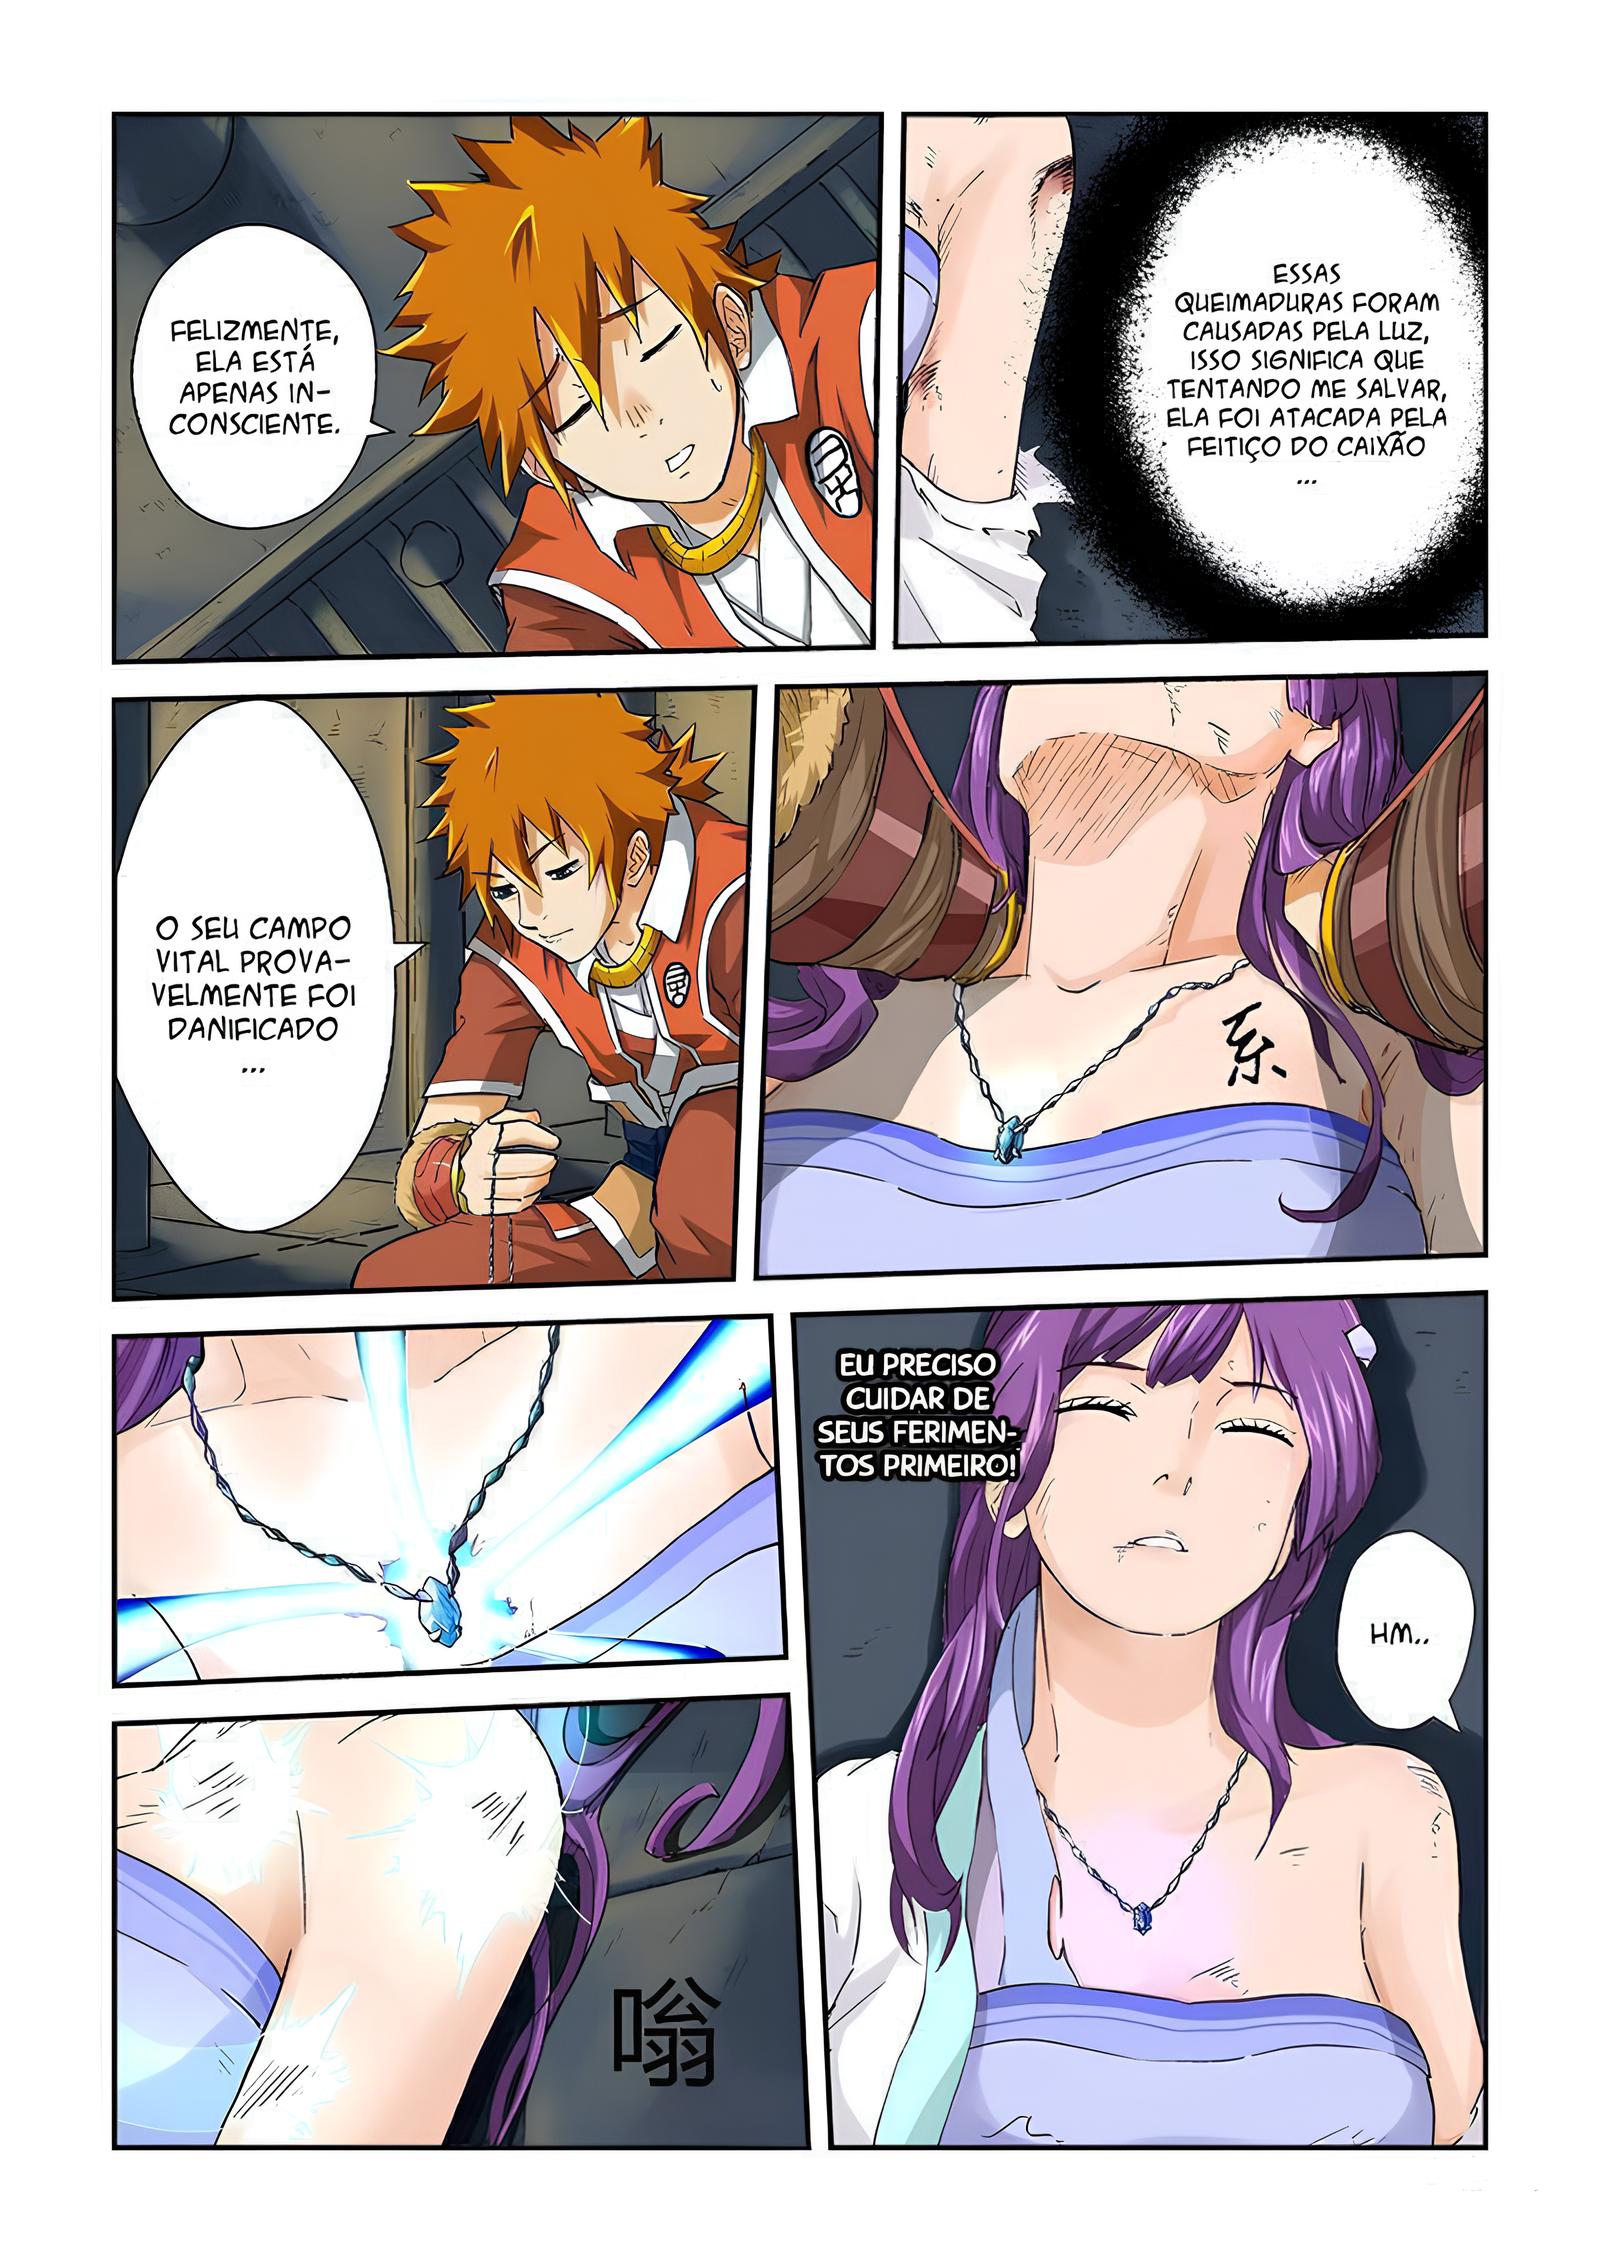 FELIZMENTE,
ELA ESTÁ
APENAS IN-
CONSCIENTE.
ESSAS
QUEIMADURAS FORAM
CAUSADAS PELA LUZ,
ISSO SIGNIFICA QUE
TENTANDO ME SALVAR,
ELA FOI ATACADA PELA
FEITIÇO DO CAIXÃO
...
O SEU CAMPO
VITAL PROVA-
VELMENTE FOI
DANIFICADO
...
EU PRECISO
CUIDAR DE
SEUS FERIMEN-
TOS PRIMEIRO!
HM..
嗡